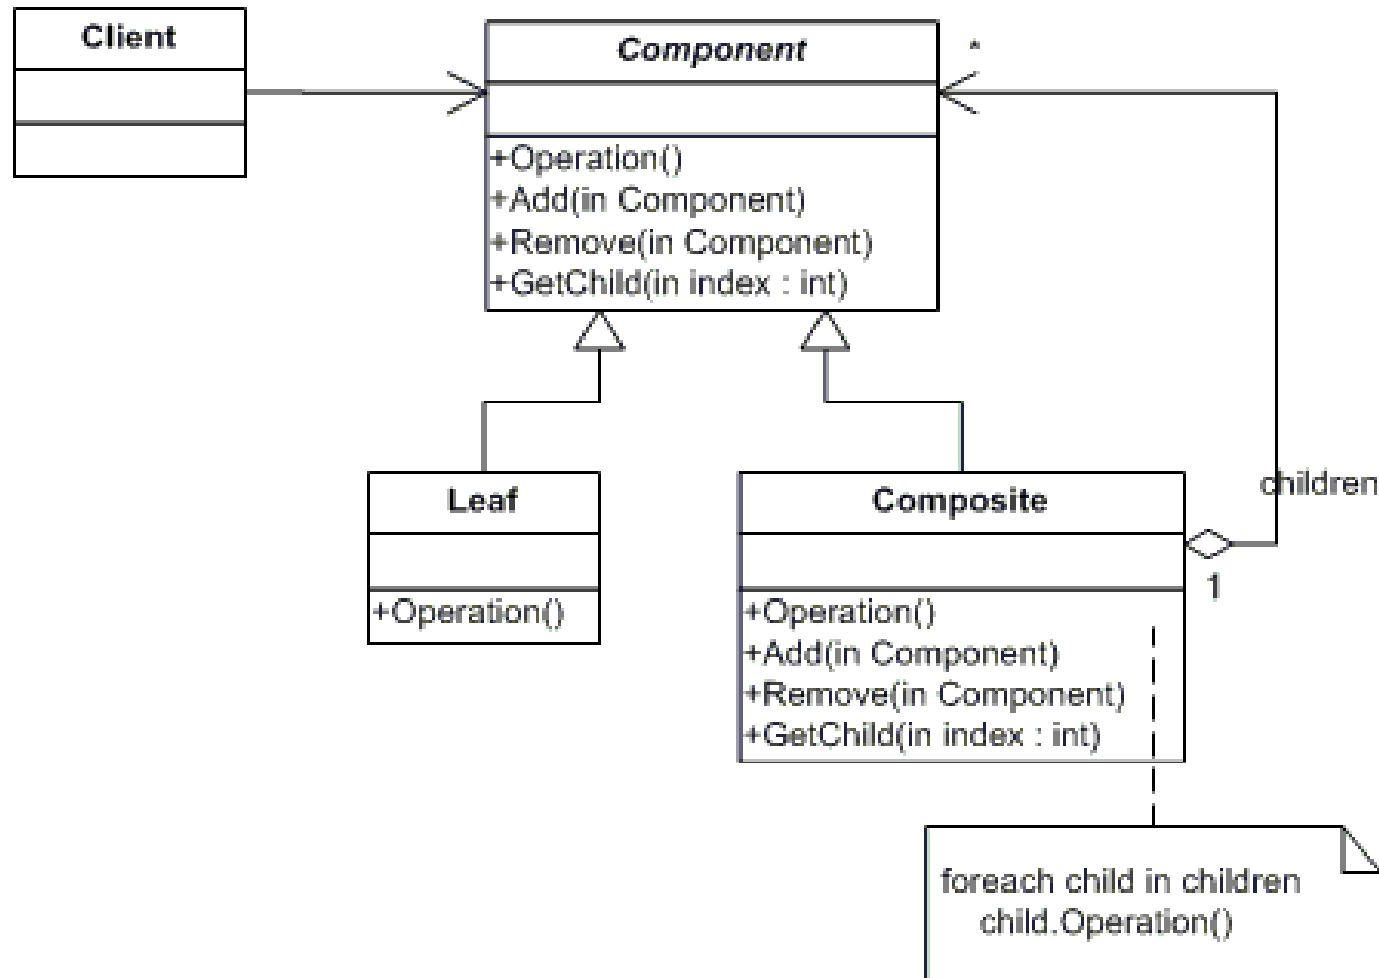 Client
Component
*
+Operation()
+Add(in Component)
+Remove(in Component)
+GetChild(in index : int)
children
Leaf
+Operation()
Composite
1
+Operation()
+Add(in Component)
+Remove(in Component)
+GetChild(in index : int)
foreach child in children
child.Operation()